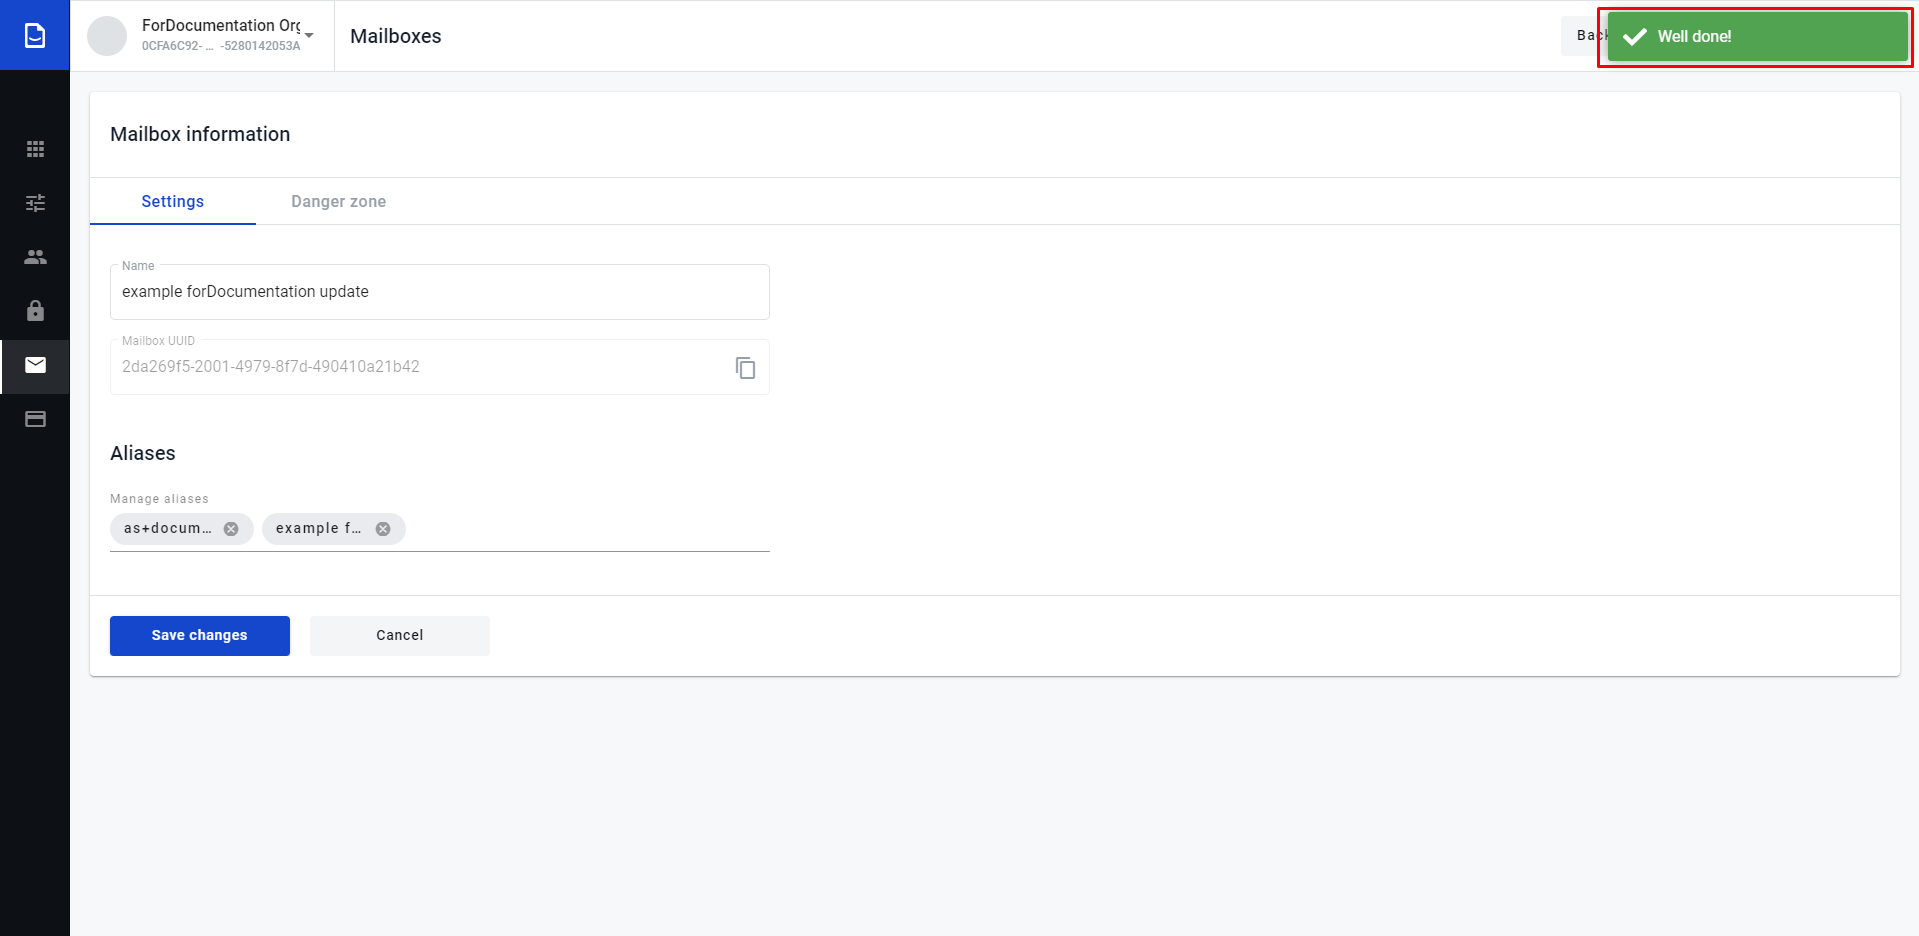 ForDocumentation Org
0CFA6C92- ... -5280142053A
Mailboxes
Back
Well done!
Mailbox information
Settings
Danger zone
Name
example forDocumentation update
Mailbox UUID
2da269f5-2001-4979-8f7d-490410a21b42
Aliases
Manage aliases
as+docum...
example f...
Save changes
Cancel